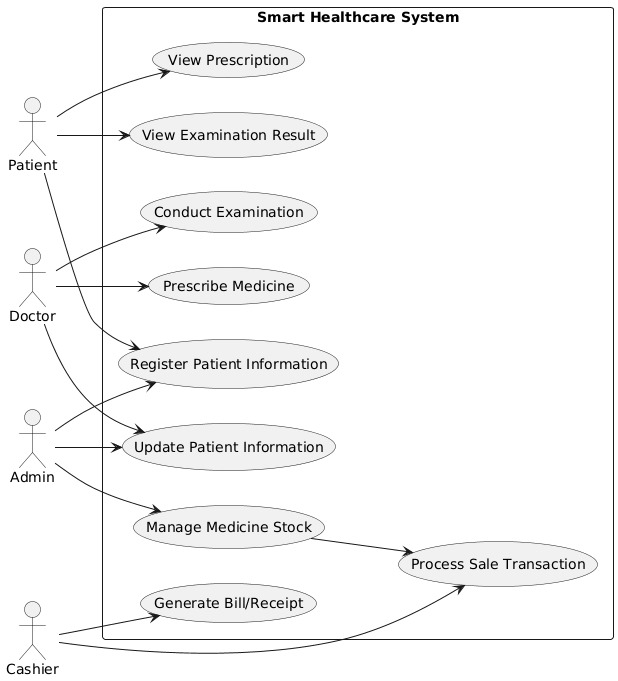 Smart Healthcare System
View Prescription
Patient
View Examination Result
Conduct Examination
Doctor
Prescribe Medicine
Register Patient Information
Admin
Update Patient Information
Manage Medicine Stock
Process Sale Transaction
Generate Bill/Receipt
Cashier